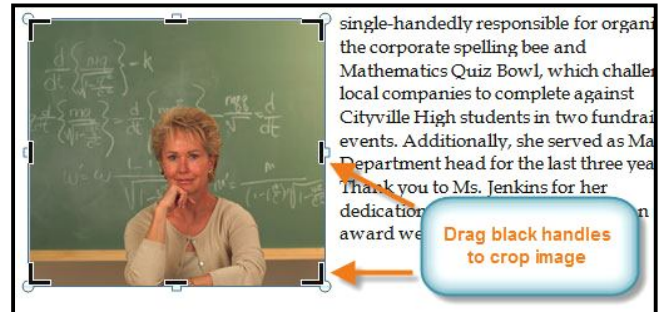 single-handedly responsible for organi
the corporate spelling bee and
Mathematics Quiz Bowl, which challen
local companies to complete against
Cityville High students in two fundrai
events. Additionally, she served as Ma
Department head for the last three yea
Thank you to Ms. Jenkins for her
dedication n
award we
Drag black handles
to crop image